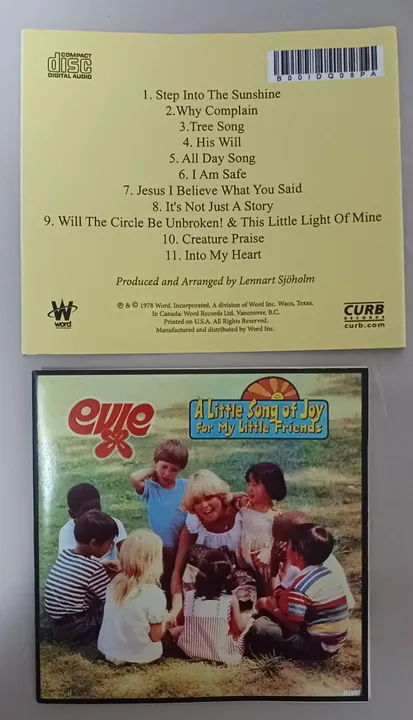 COMPACT
disc
DIGITAL AUDIO
B00IDQ08PA
1. Step Into The Sunshine
2.Why Complain
3.Tree Song
4. His Will
5. All Day Song
6. I Am Safe
7. Jesus I Believe What You Said
8. It's Not Just A Story
9. Will The Circle Be Unbroken! & This Little Light Of Mine
10. Creature Praise
11. Into My Heart
Produced and Arranged by Lennart Sjöholm
W
word
℗ & © 1978 Word, Incorporated. A division of Word Inc. Waco, Texas.
In Canada: Word Records Ltd. Vancouver, B.C.
Printed on U.S.A. All Rights Reserved.
Manufactured and distributed by Word Inc.
CURB
RECORDS
curb.com
evie
A Little Song of Joy
For My Little Friends